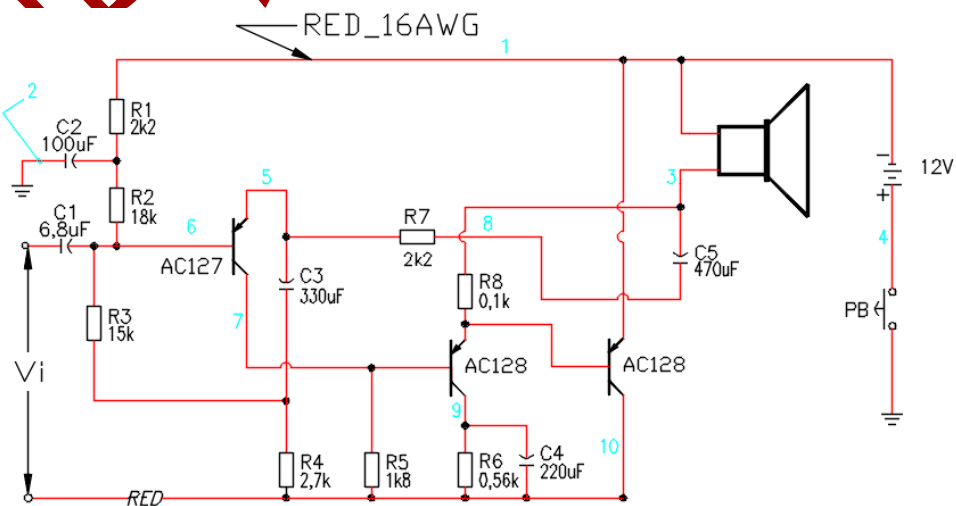 RED_16AWG
1
2
R1
2k2
C2
100uF
R2
18k
C1
6,8uF
5
6
AC127
R7
2k2
8
3
12V
4
C5
470uF
C3
330uF
R8
0,1k
PB
R3
15k
7
Vi
AC128
AC128
9
10
R4
2,7k
R5
1k8
R6
0,56k
C4
220uF
RED